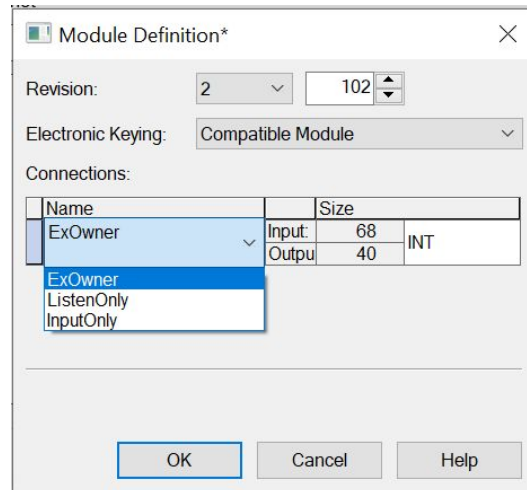 Module Definition*
Revision: 2 102
Electronic Keying: Compatible Module
Connections:
Name Size
ExOwner Input: 68 INT
Outpu 40
ExOwner
ListenOnly
InputOnly
OK Cancel Help